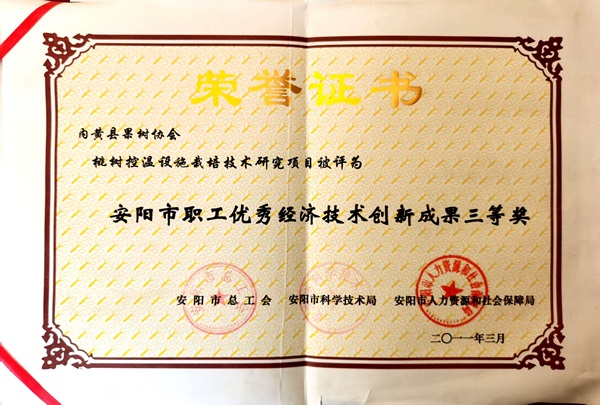 荣誉证书
内黄县果树协会
桃树控温设施栽培技术研究项目被评为
安阳市职工优秀经济技术创新成果三等奖
安阳市总工会 安阳市科学技术局 安阳市人力资源和社会保障局
二〇一一年三月